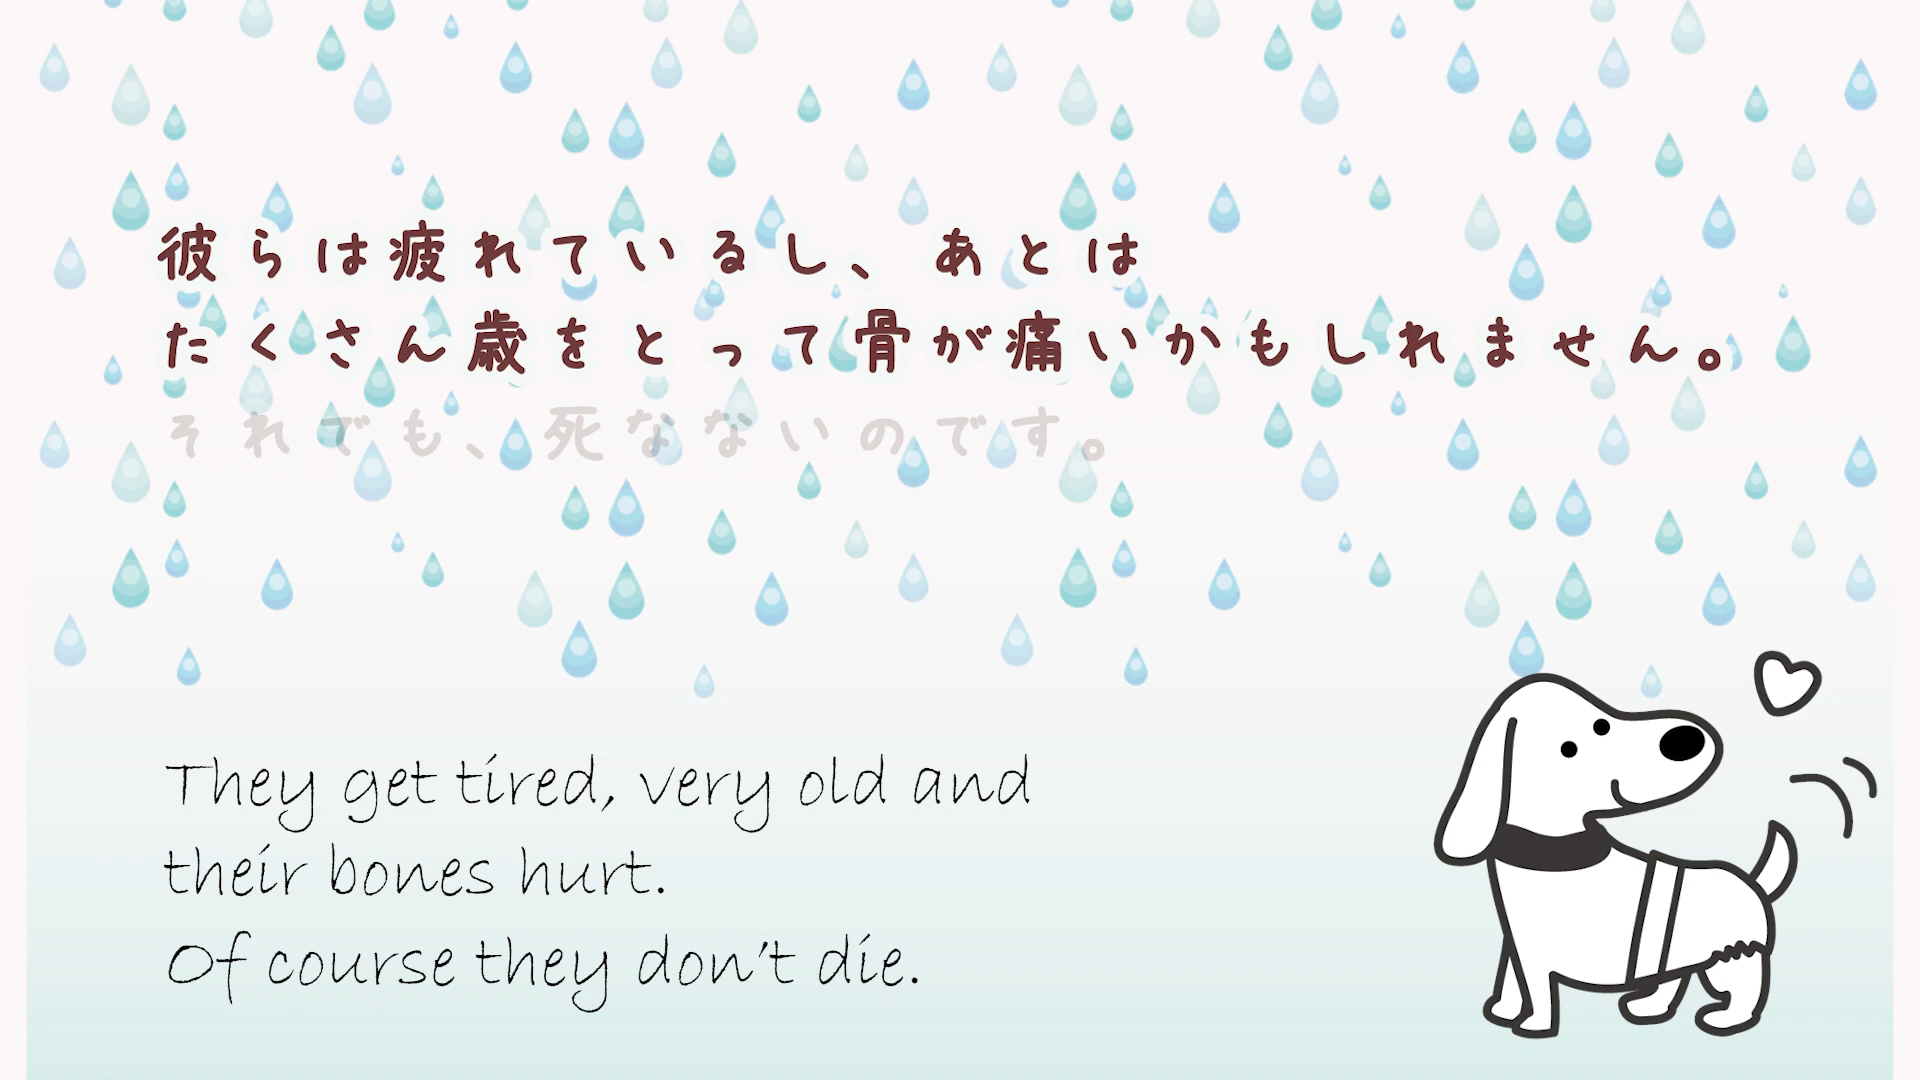 彼らは疲れているし、あとは
たくさん歳をとって骨が痛いかもしれません。
それでも、死なないのです。
They get tired, very old and
their bones hurt.
Of course they don't die.